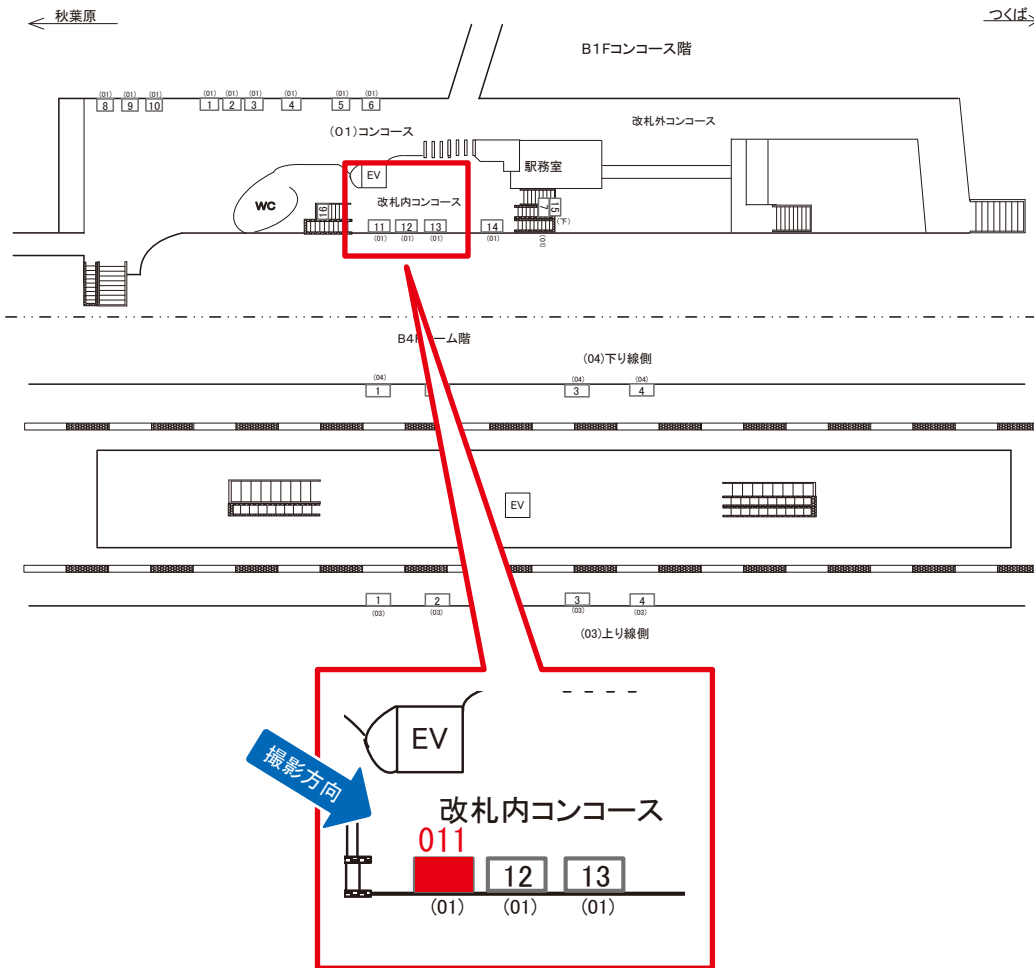 秋葉原
つくば
B1Fコンコース階
(01) (01) (01) (01) (01) (01) (01) (01) (01)
8 9 10 1 2 3 4 5 6
改札外コンコース
(01)コンコース
駅務室
EV
WC
改札内コンコース
16
7
15
(下)
11 12 13 14
(01) (01) (01) (01)
(01)
B4F
ーム階
(04)下り線側
(04) (04) (04)
1 3 4
EV
1 2 3 4
(03) (03) (03) (03)
(03)上り線側
EV
撮影方向
改札内コンコース
011
12 13
(01) (01) (01)